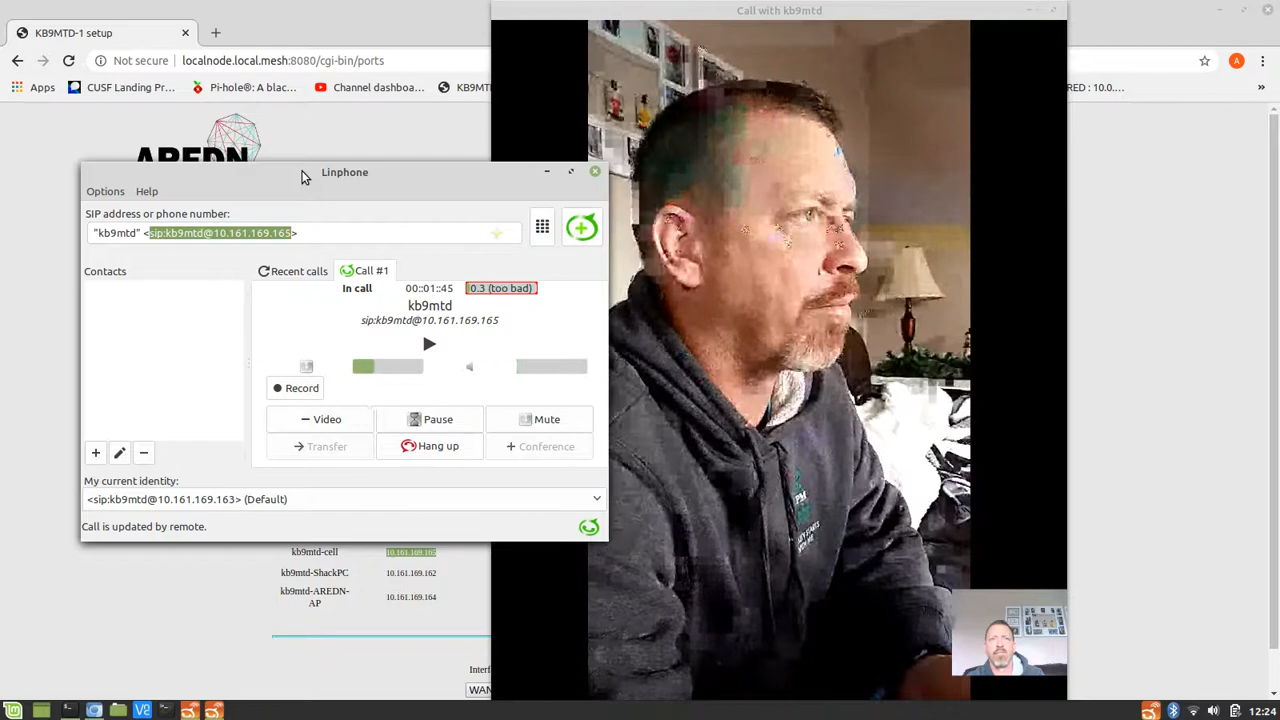 Call with kb9mtd
KB9MTD-1 setup
Not secure
localnode.local.mesh:8080/cgi-bin/ports
A
Apps
CUSF Landing Pr...
Pi-hole®: A blac...
Channel dashboa...
KB9MT
RED : 10.0....
»
AREDN
Linphone
Options
Help
SIP address or phone number:
"kb9mtd" <sip:kb9mtd@10.161.169.165>
Contacts
Recent calls
Call #1
In call
00::01::45
0.3 (too bad)
kb9mtd
sip:kb9mtd@10.161.169.165
Record
Video
Pause
Mute
Transfer
Hang up
Conference
My current identity:
<sip:kb9mtd@10.161.169.163> (Default)
Call is updated by remote.
kb9mtd-cell
10.161.169.165
kb9mtd-ShackPC
10.161.169.162
kb9mtd-AREDN-
AP
10.161.169.164
Interf
WAN
12:24